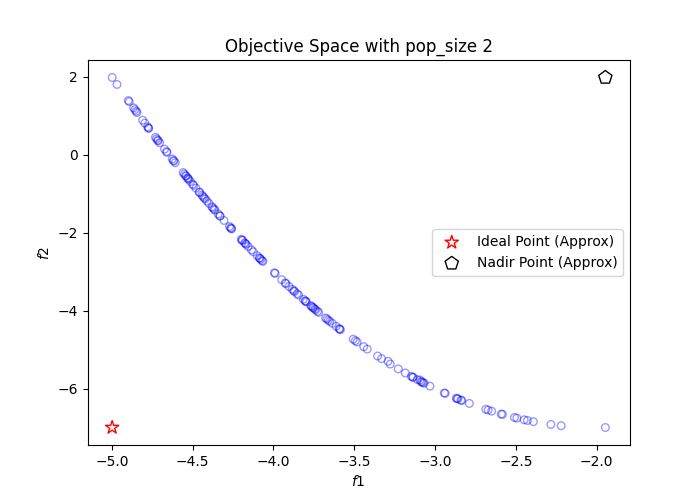 Objective Space with pop_size 2
f2
2
0
−2
−4
−6
Ideal Point (Approx)
Nadir Point (Approx)
−5.0 −4.5 −4.0 −3.5 −3.0 −2.5 −2.0
f1